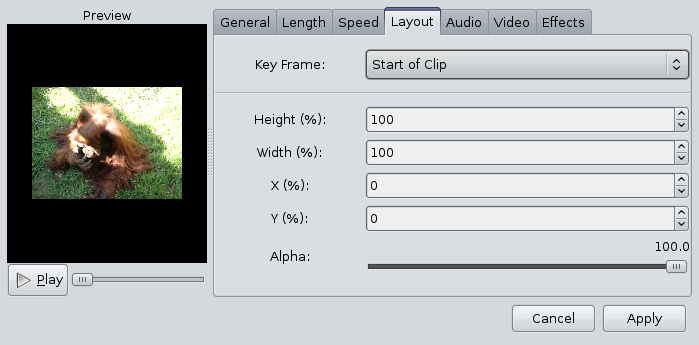 Preview
General Length Speed Layout Audio Video Effects
Key Frame: Start of Clip
Height (%): 100
Width (%): 100
X (%): 0
Y (%): 0
100.0
Alpha:
Play
Cancel Apply